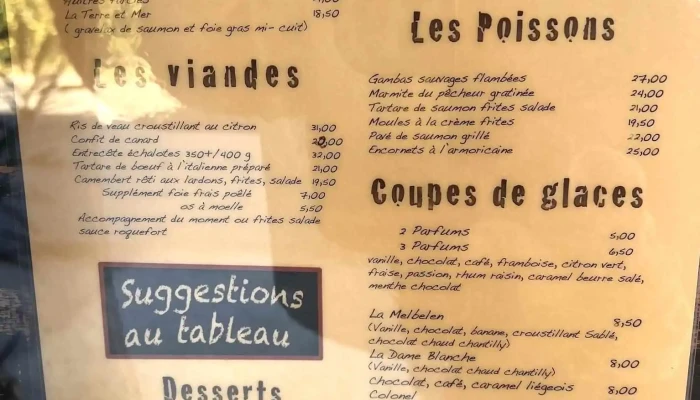 La Terre et Mer 18,50
( gravelax de saumon et foie gras mi-cuit)
Les viandes
Ris de veau croustillant au citron 31,00
Confit de canard
Entrecôte échalotes 350+/400 g 32,00
Tartare de boeuf à l'italienne préparé 21,00
Camembert rôti aux lardons, frites, salade 19,50
Supplément foie frais poêlé 7,00
os à moelle 5,50
Accompagnement du moment ou frites salade
sauce roquefort
Suggestions
au tableau
Desserts
Les Poissons
Gambas sauvages flambées 27,00
Marmite du pêcheur gratinée 24,00
Tartare de saumon frites salade 21,00
Moules à la crème frites 19,50
Pavé de saumon grillé 22,00
Encornets à l'armoricaine 25,00
Coupes de glaces
2 Parfums 5,00
3 Parfums 6,50
vanille, chocolat, café, framboise, citron vert,
fraise, passion, rhum raisin, caramel beurre salé,
menthe chocolat
La Melbelen 8,50
(Vanille, chocolat, banane, croustillant Sablé,
chocolat chaud chantilly)
La Dame Blanche 8,00
(Vanille, chocolat chaud chantilly)
chocolat, café, caramel liégeois 8,00
Colonel